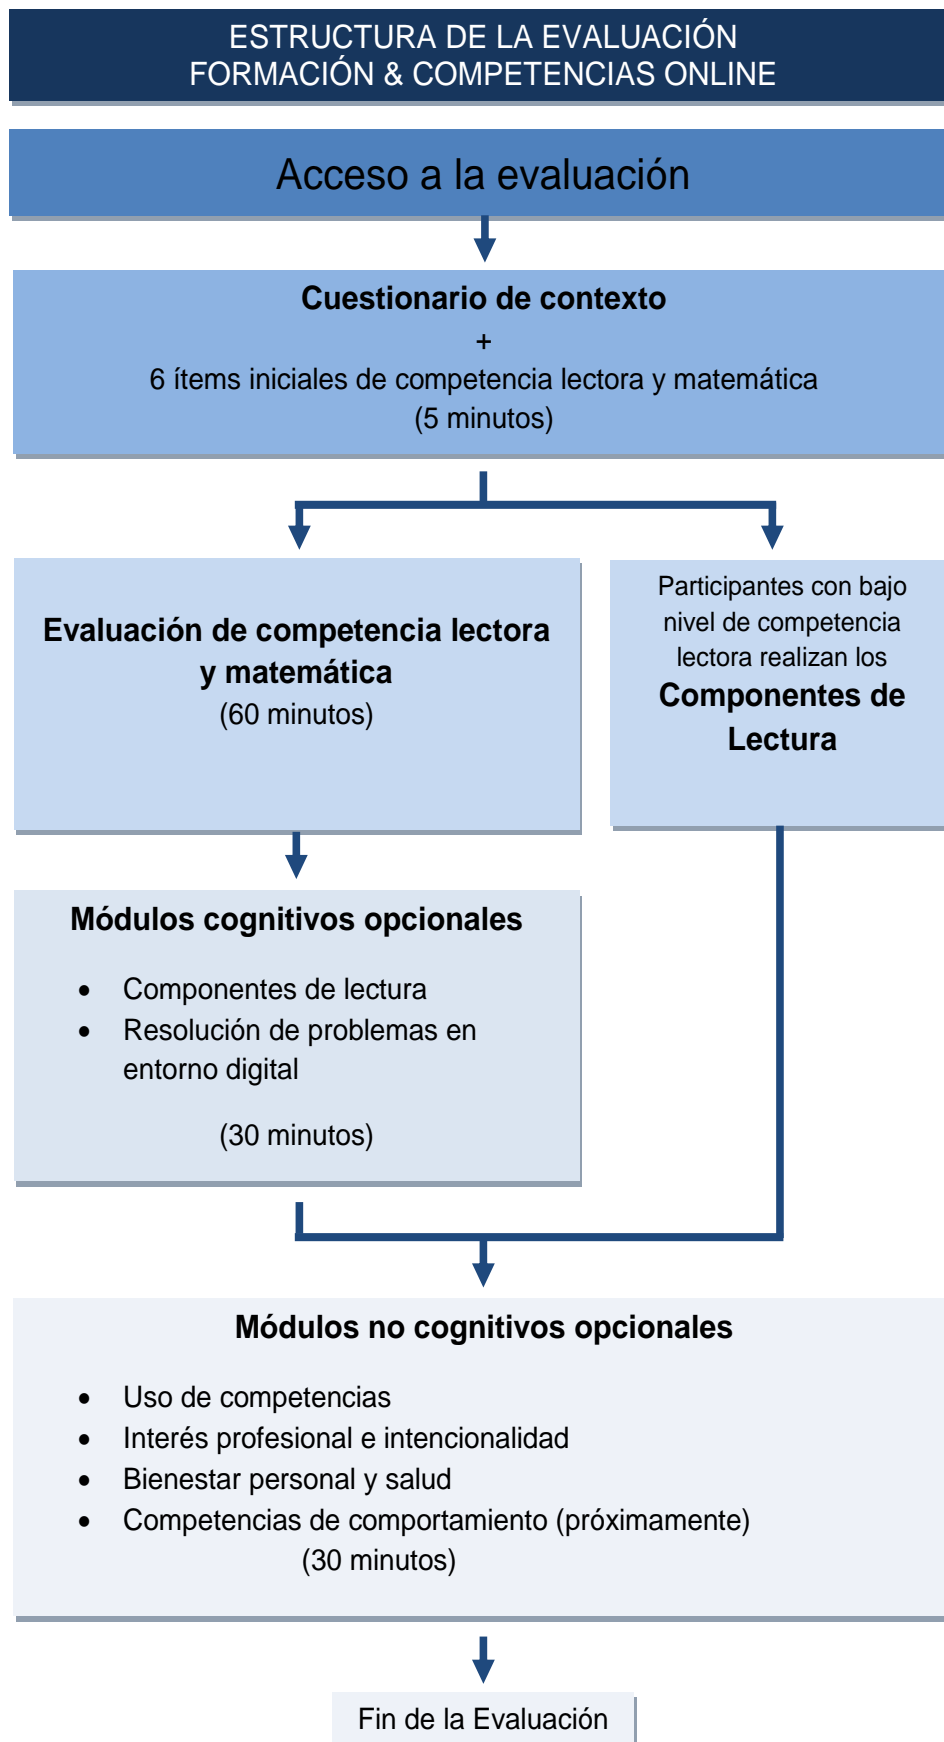 ESTRUCTURA DE LA EVALUACIÓN
FORMACIÓN & COMPETENCIAS ONLINE
Acceso a la evaluación
Cuestionario de contexto
+
6 ítems iniciales de competencia lectora y matemática
(5 minutos)
Evaluación de competencia lectora
y matemática
(60 minutos)
Participantes con bajo
nivel de competencia
lectora realizan los
Componentes de
Lectura
Módulos cognitivos opcionales
• Componentes de lectura
• Resolución de problemas en
entorno digital
(30 minutos)
Módulos no cognitivos opcionales
• Uso de competencias
• Interés profesional e intencionalidad
• Bienestar personal y salud
• Competencias de comportamiento (próximamente)
(30 minutos)
Fin de la Evaluación